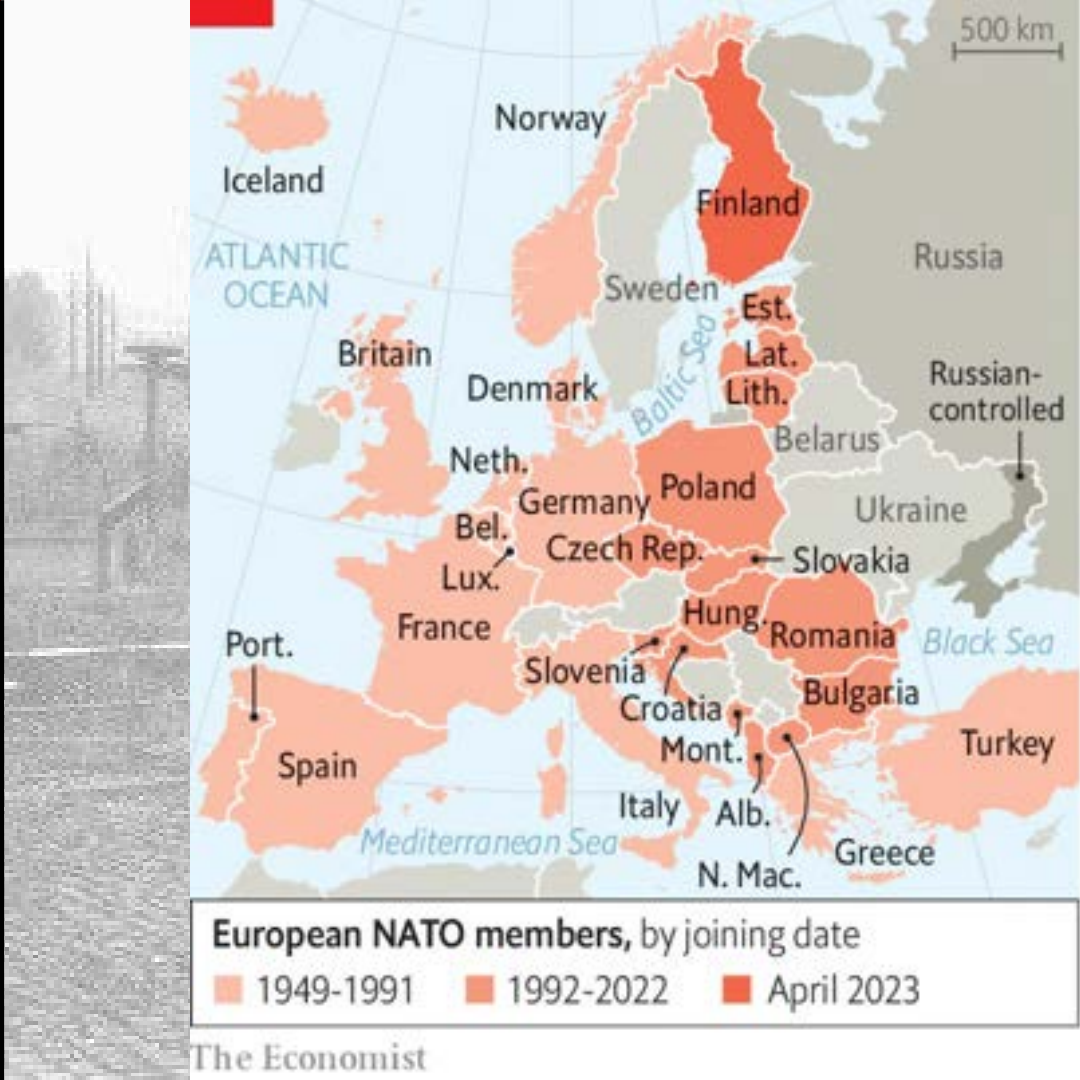 500 km
Norway
Iceland
Finland
ATLANTIC
OCEAN
Russia
Sweden
Est.
Britain
Lat.
Baltic Sea
Denmark
Lith.
Russian-
controlled
Belarus
Neth.
Germany
Poland
Ukraine
Bel.
Czech Rep.
Slovakia
Lux.
France
Hung.
Romania
Black Sea
Port.
Slovenia
Croatia
Bulgaria
Mont.
Turkey
Spain
Italy
Alb.
Mediterranean Sea
Greece
N. Mac.
European NATO members, by joining date
1949-1991 1992-2022 April 2023
The Economist